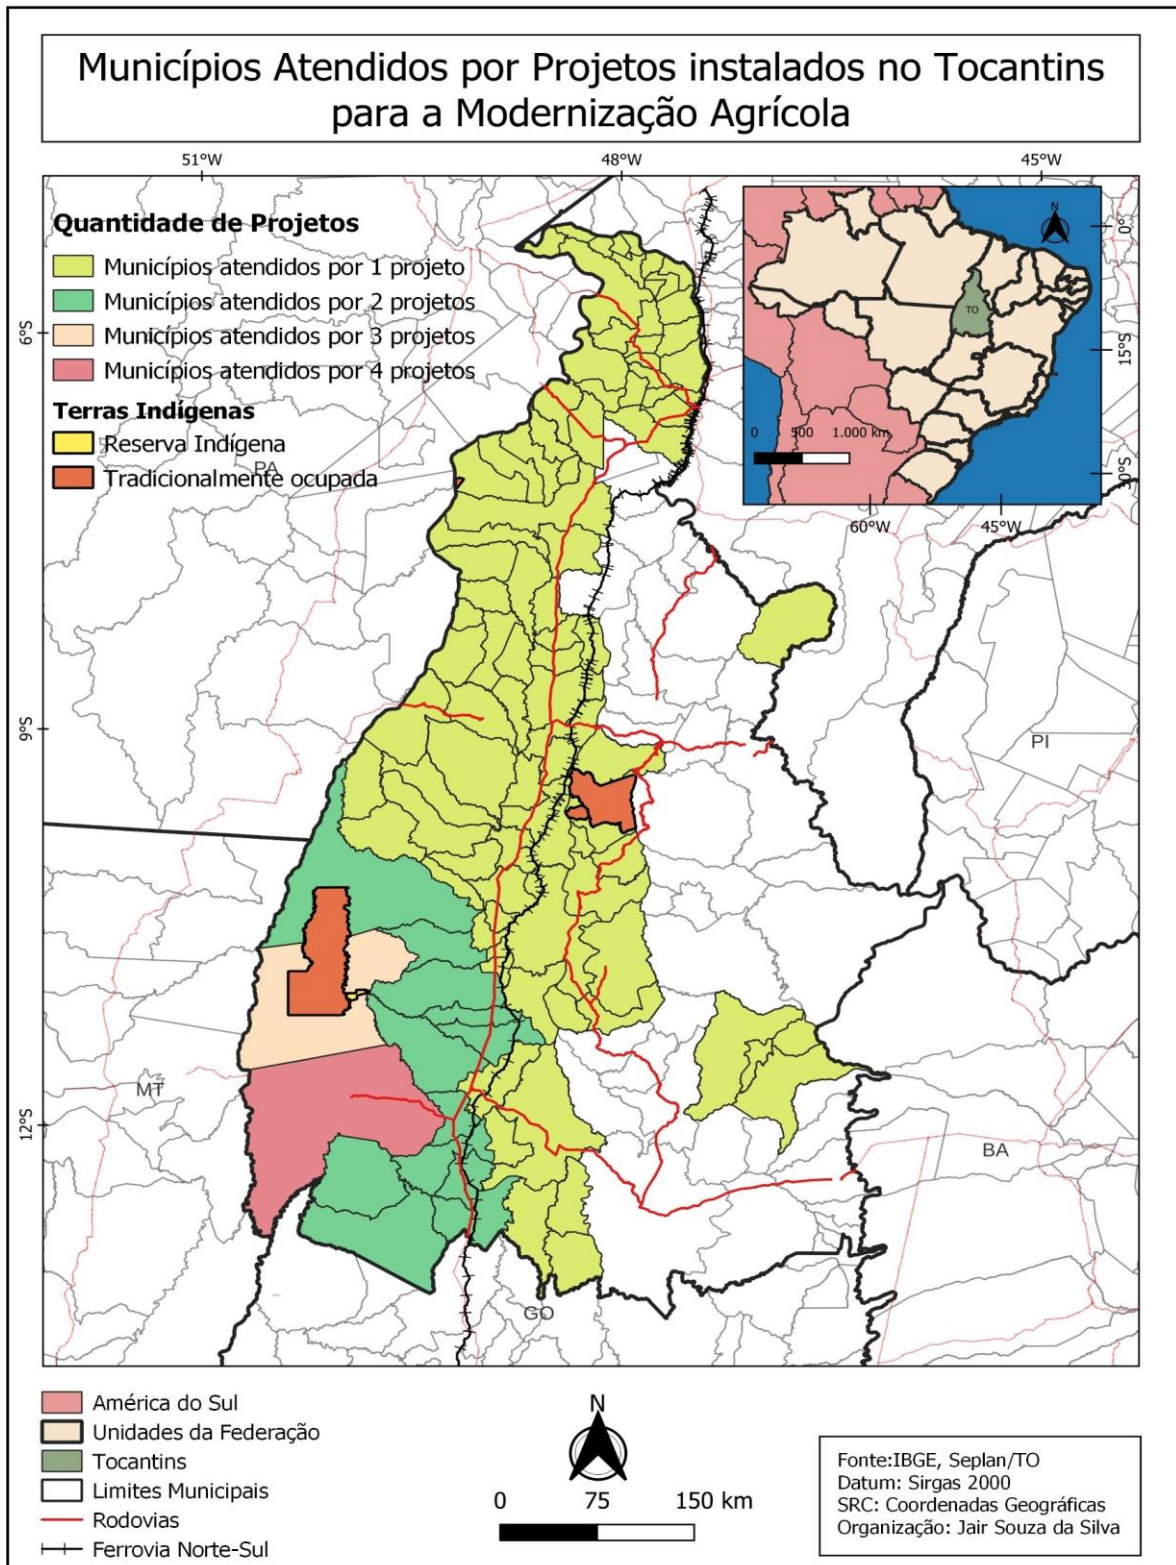 Municípios Atendidos por Projetos instalados no Tocantins
para a Modernização Agrícola
51°W
48°W
45°W
Quantidade de Projetos
Municípios atendidos por 1 projeto
Municípios atendidos por 2 projetos
Municípios atendidos por 3 projetos
Municípios atendidos por 4 projetos
Terras Indígenas
Reserva Indígena
Tradicionalmente ocupada
N
0°
15°S
30°S
TO
0 500 1.000 km
60°W
45°W
6°S
9°S
12°S
PA
PI
MT
BA
GO
América do Sul
Unidades da Federação
Tocantins
Limites Municipais
Rodovias
Ferrovia Norte-Sul
N
0 75 150 km
Fonte:IBGE, Seplan/TO
Datum: Sirgas 2000
SRC: Coordenadas Geográficas
Organização: Jair Souza da Silva